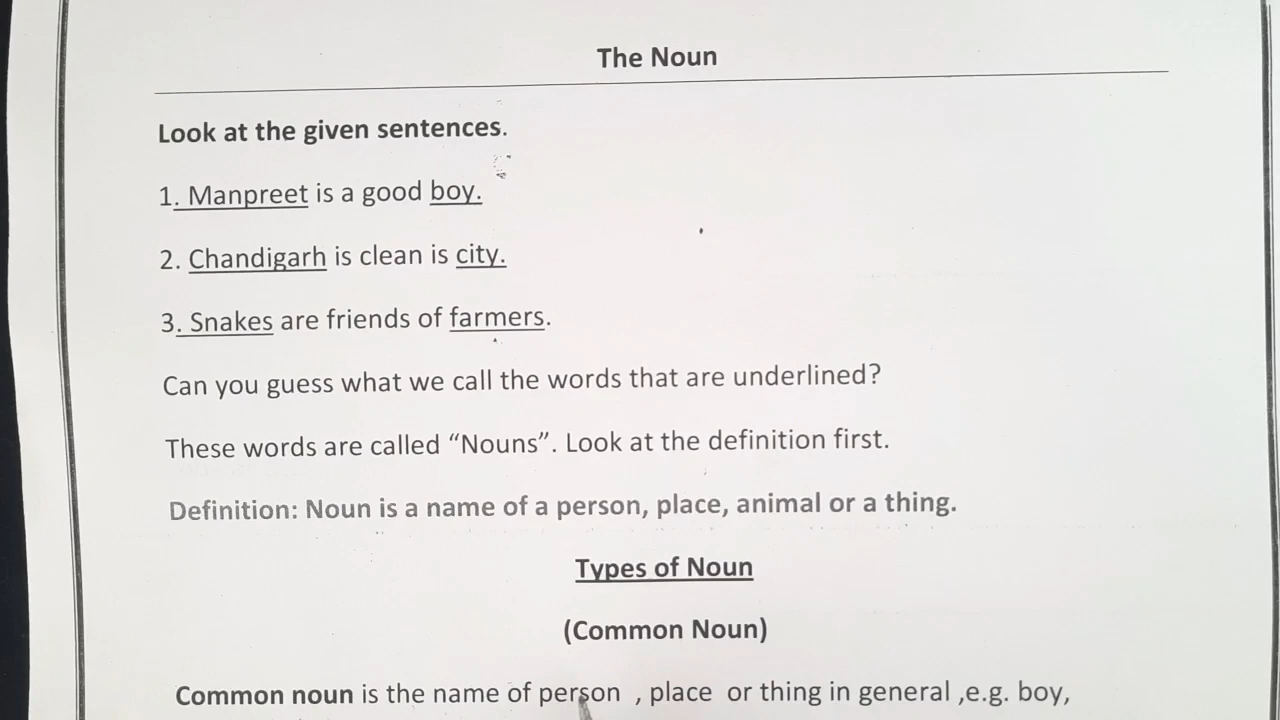 The Noun
Look at the given sentences.
1. Manpreet is a good boy.
2. Chandigarh is clean is city.
3. Snakes are friends of farmers.
Can you guess what we call the words that are underlined?
These words are called “Nouns”. Look at the definition first.
Definition: Noun is a name of a person, place, animal or a thing.
Types of Noun
(Common Noun)
Common noun is the name of person , place or thing in general ,e.g. boy,